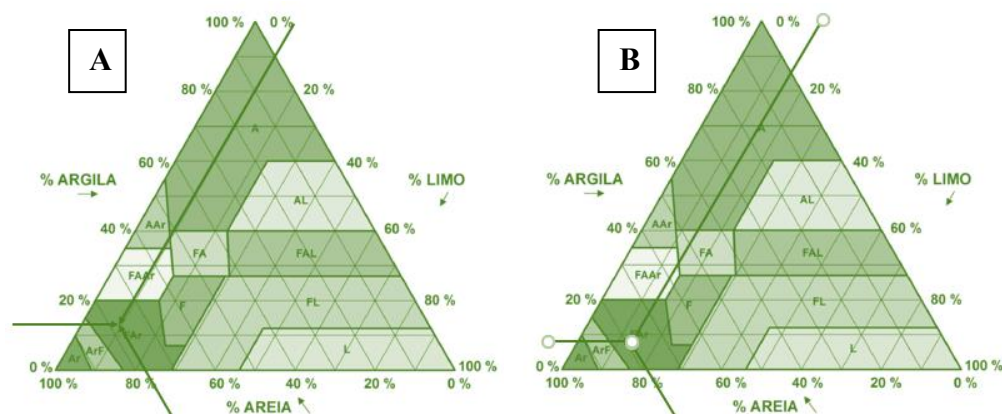 A
100 %
0 %
80 %
20 %
A
60 %
40 %
% ARGILA
% LIMO
AL
AAr
40 %
60 %
FA
FAL
FAAr
20 %
80 %
F
FL
FAr
ArF
Ar
L
0 %
100 %
100 %
80 %
60 %
40 %
20 %
0 %
% AREIA
B
100 %
0 %
80 %
20 %
A
60 %
40 %
% ARGILA
% LIMO
AL
AAr
40 %
60 %
FA
FAL
FAAr
20 %
80 %
F
FL
FAr
ArF
Ar
L
0 %
100 %
100 %
80 %
60 %
40 %
20 %
0 %
% AREIA